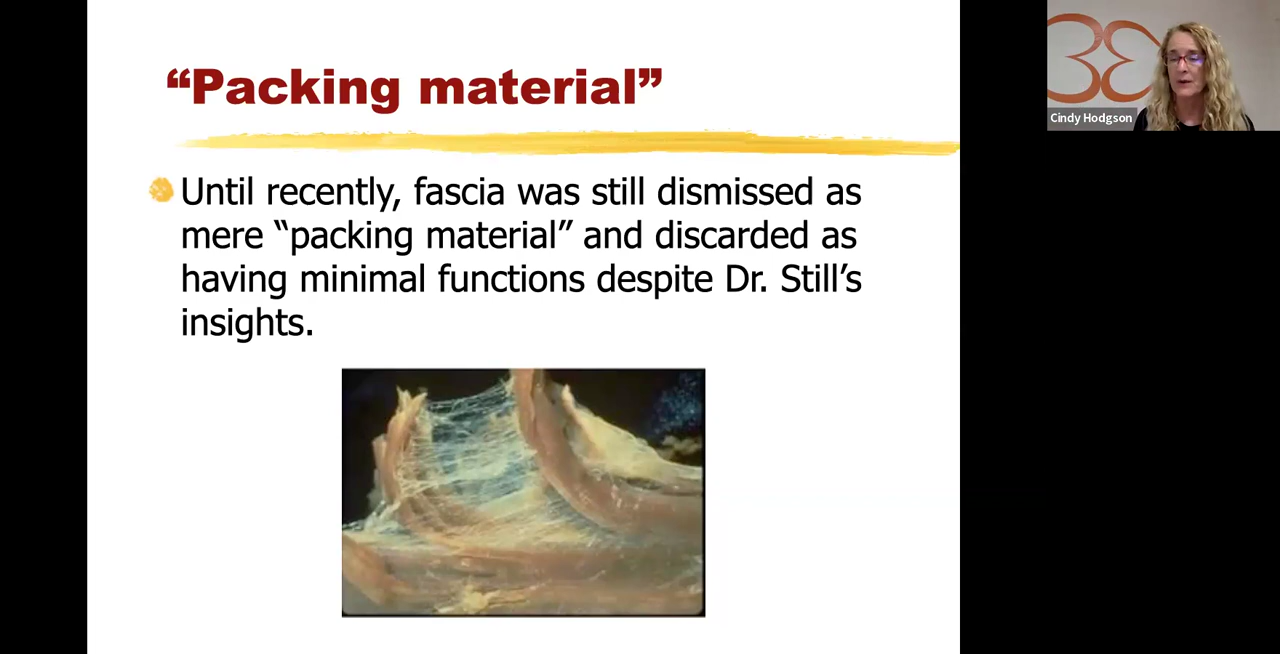 “Packing material”
Until recently, fascia was still dismissed as
mere “packing material” and discarded as
having minimal functions despite Dr. Still’s
insights.
Cindy Hodgson